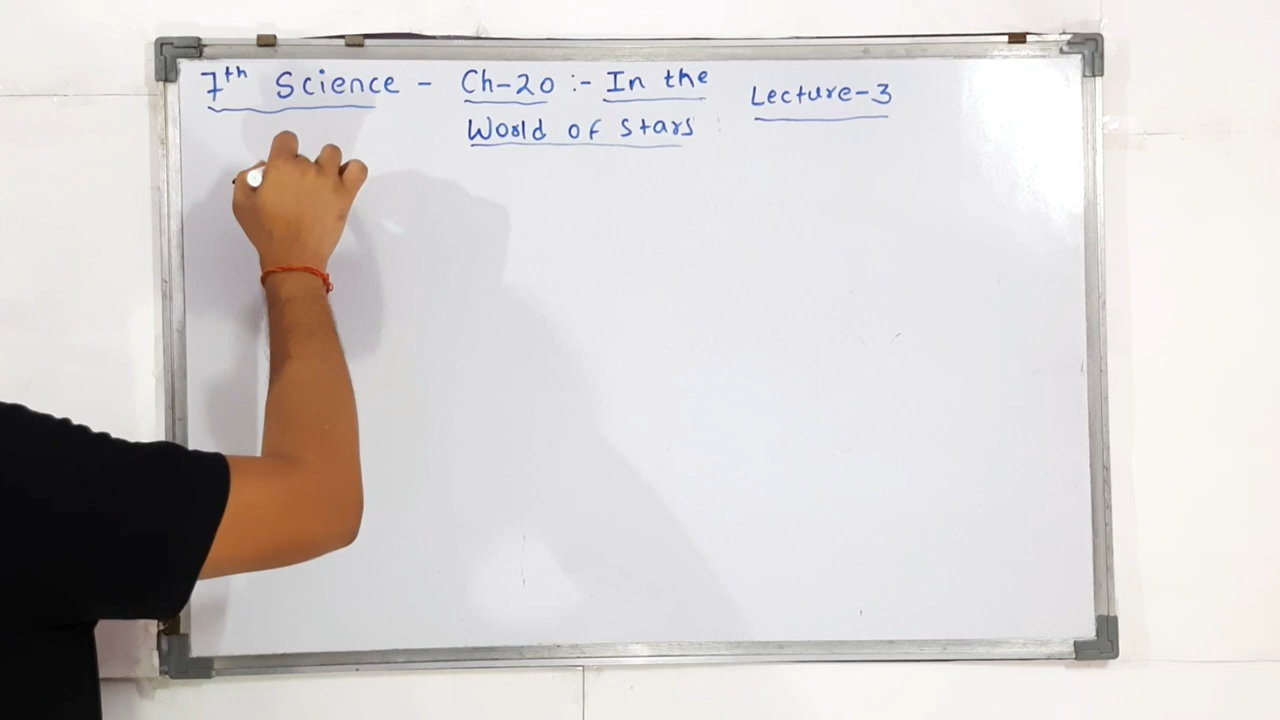 7th Science - Ch-20 :- In the
World of Stars
Lecture-3